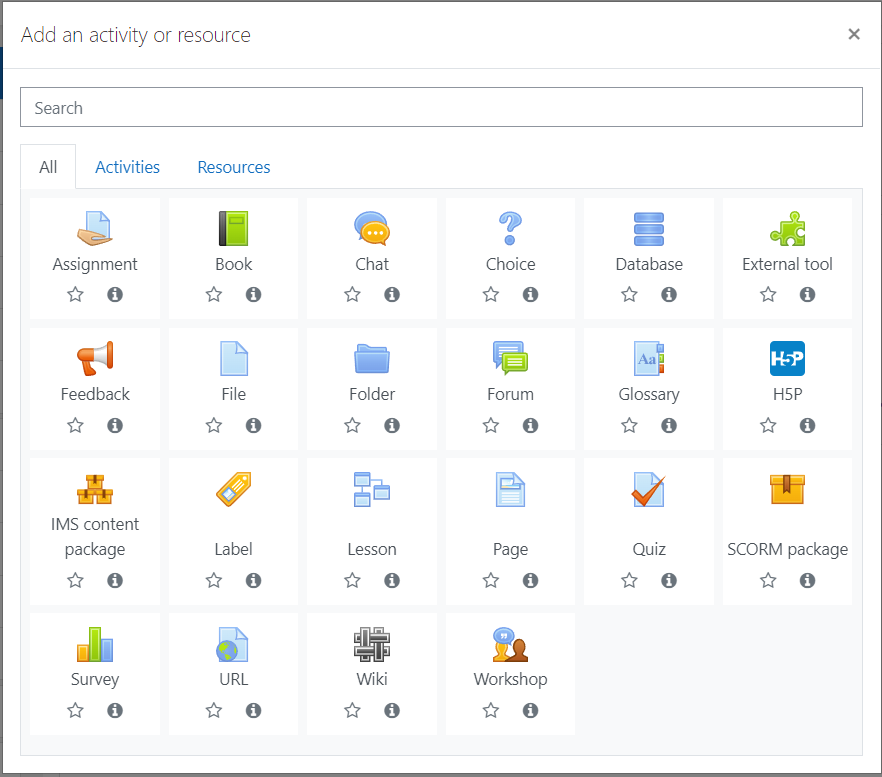 Add an activity or resource
Search
All Activities Resources
Assignment Book Chat Choice Database External tool
Aa
H5P
Feedback File Folder Forum Glossary H5P
IMS content
package Label Lesson Page Quiz SCORM package
Survey URL Wiki Workshop